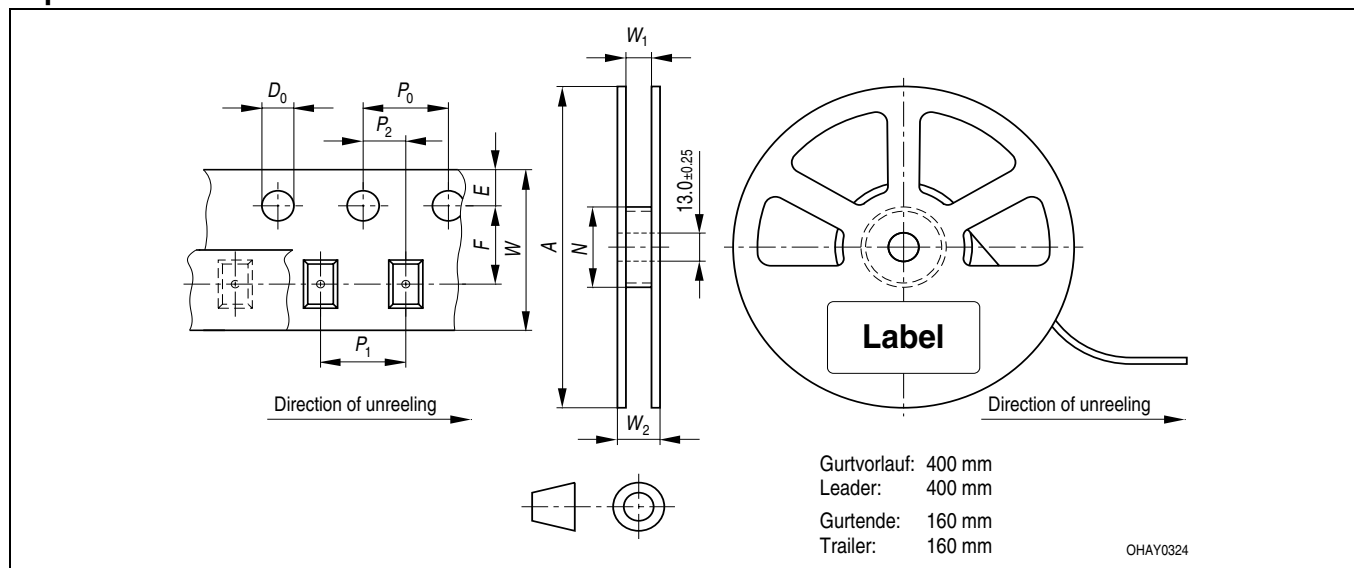 W1
D0
P0
P2
E
F
W
A
N
13.0±0.25
P1
Label
Direction of unreeling
W2
Direction of unreeling
Gurtvorlauf: 400 mm
Leader: 400 mm
Gurtende: 160 mm
Trailer: 160 mm
OHAY0324